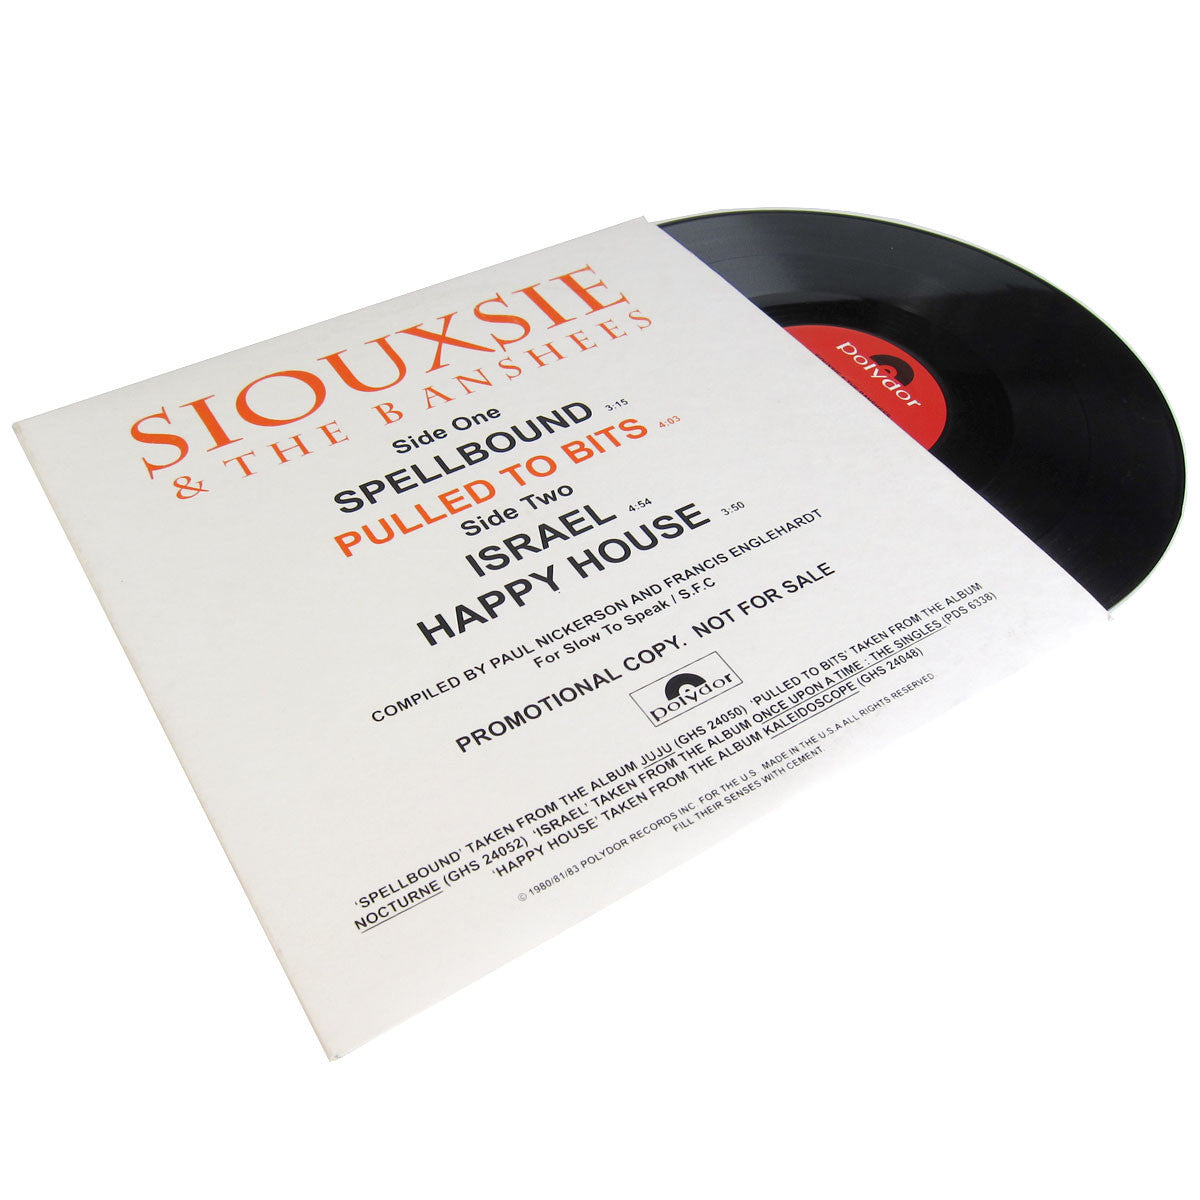 SIOUXSIE
& THE BANSHEES
Side One
SPELLBOUND 3:15
PULLED TO BITS 4:03
Side Two
ISRAEL 4:54
HAPPY HOUSE 3:50
COMPILED BY PAUL NICKERSON AND FRANCIS ENGLEHARDT
For Slow To Speak / S.F.C
PROMOTIONAL COPY. NOT FOR SALE
polydor
‘SPELLBOUND’ TAKEN FROM THE ALBUM JUJU (GHS 24050) ‘PULLED TO BITS’ TAKEN FROM THE ALBUM
NOCTURNE (GHS 24052) ‘ISRAEL’ TAKEN FROM THE ALBUM ONCE UPON A TIME : THE SINGLES (PDS 6338)
‘HAPPY HOUSE’ TAKEN FROM THE ALBUM KALEIDOSCOPE (GHS 24048)
© 1980/81/83 POLYDOR RECORDS INC. FOR THE U.S. MADE IN THE U.S.A ALL RIGHTS RESERVED.
FILL THEIR SENSES WITH CEMENT.
polydor